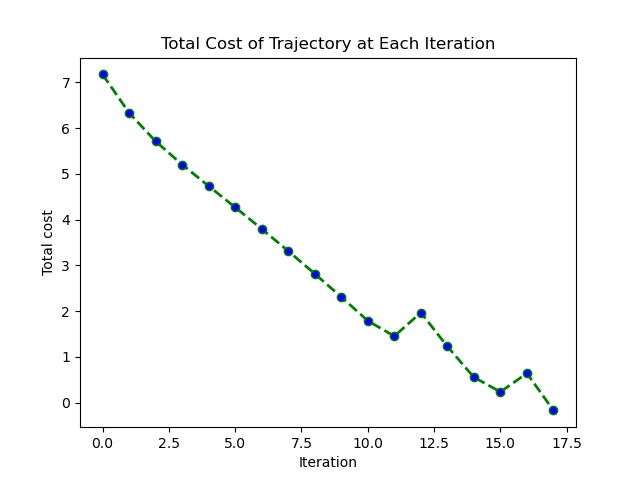 Total Cost of Trajectory at Each Iteration
Total cost
7
6
5
4
3
2
1
0
0.0 2.5 5.0 7.5 10.0 12.5 15.0 17.5
Iteration